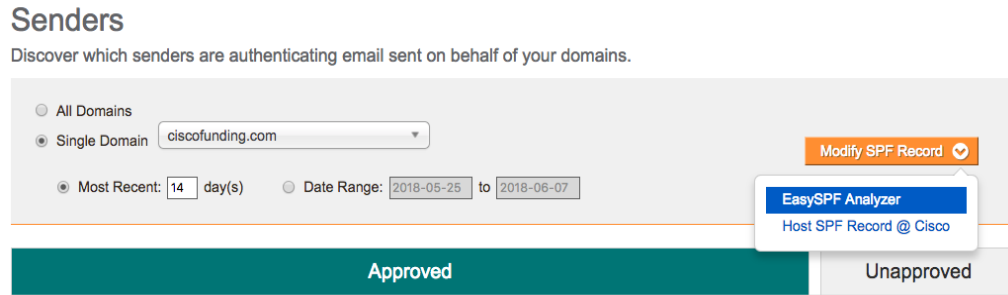 Senders
Discover which senders are authenticating email sent on behalf of your domains.
All Domains
Single Domain ciscofunding.com
Modify SPF Record
Most Recent: 14 day(s) Date Range: 2018-05-25 to 2018-06-07
EasySPF Analyzer
Host SPF Record @ Cisco
Approved Unapproved